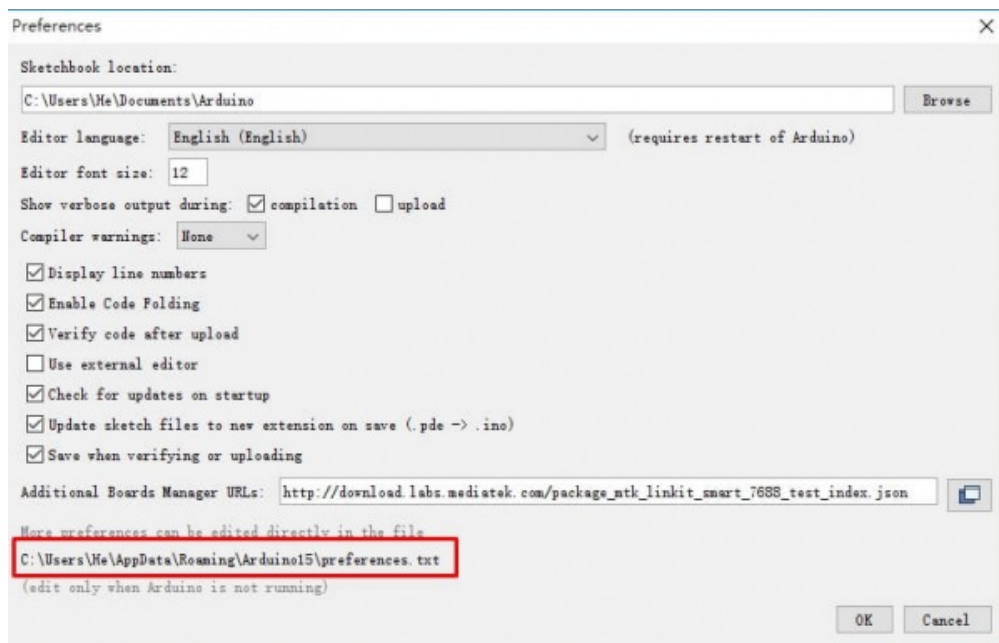 Preferences
Sketchbook location:
C:\Users\He\Documents\Arduino
Browse
Editor language: English (English) (requires restart of Arduino)
Editor font size: 12
Show verbose output during: compilation upload
Compiler warnings: None
Display line numbers
Enable Code Folding
Verify code after upload
Use external editor
Check for updates on startup
Update sketch files to new extension on save (.pde -> .ino)
Save when verifying or uploading
Additional Boards Manager URLs: http://download.labs.mediatek.com/package_mtk_linkit_smart_7688_test_index.json
More preferences can be edited directly in the file
C:\Users\He\AppData\Roaming\Arduino15\preferences.txt
(edit only when Arduino is not running)
OK Cancel